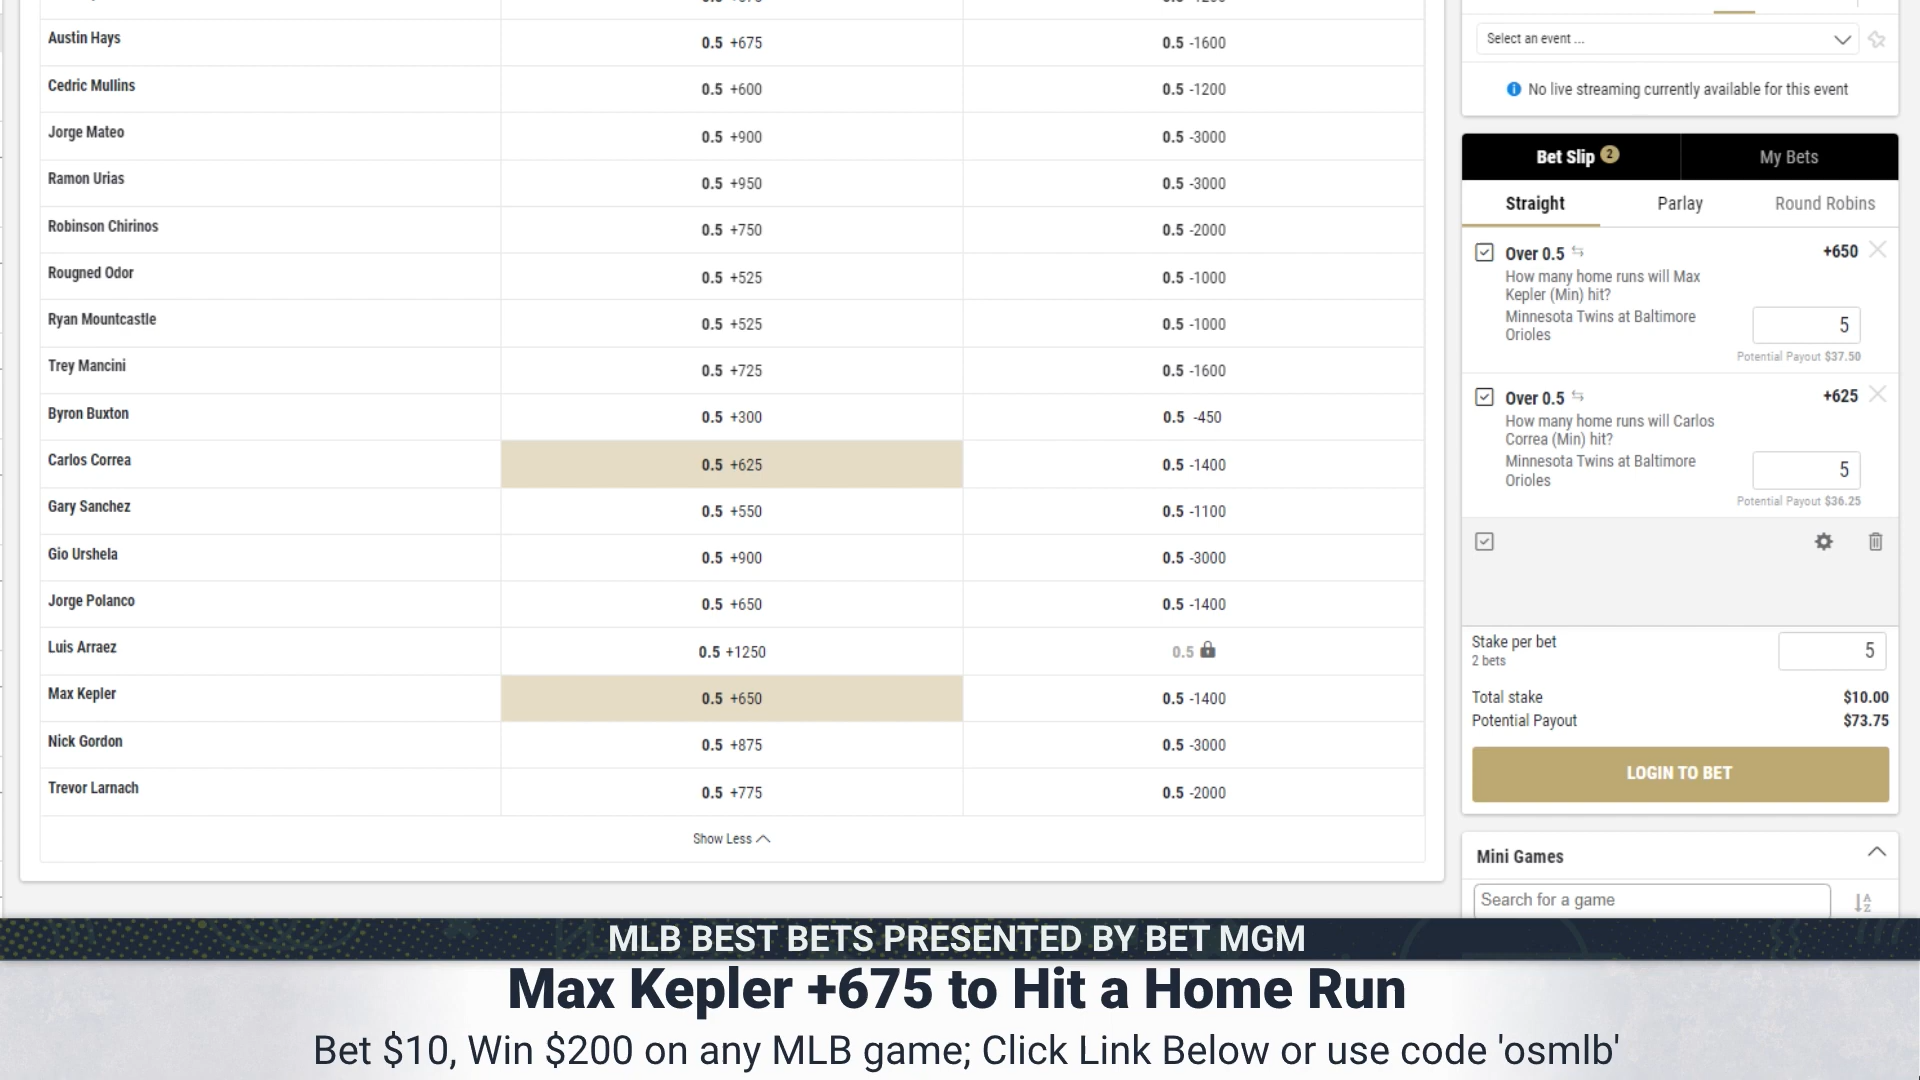 Austin Hays 0.5 +675 0.5 -1600
Cedric Mullins 0.5 +600 0.5 -1200
Jorge Mateo 0.5 +900 0.5 -3000
Ramon Urias 0.5 +950 0.5 -3000
Robinson Chirinos 0.5 +750 0.5 -2000
Rougned Odor 0.5 +525 0.5 -1000
Ryan Mountcastle 0.5 +525 0.5 -1000
Trey Mancini 0.5 +725 0.5 -1600
Byron Buxton 0.5 +300 0.5 -450
Carlos Correa 0.5 +625 0.5 -1400
Gary Sanchez 0.5 +550 0.5 -1100
Gio Urshela 0.5 +900 0.5 -3000
Jorge Polanco 0.5 +650 0.5 -1400
Luis Arraez 0.5 +1250 0.5
Max Kepler 0.5 +650 0.5 -1400
Nick Gordon 0.5 +875 0.5 -3000
Trevor Larnach 0.5 +775 0.5 -2000
Show Less
Select an event ...
No live streaming currently available for this event
Bet Slip 2 My Bets
Straight Parlay Round Robins
Over 0.5 +650
How many home runs will Max
Kepler (Min) hit?
Minnesota Twins at Baltimore
Orioles
5
Potential Payout $37.50
Over 0.5 +625
How many home runs will Carlos
Correa (Min) hit?
Minnesota Twins at Baltimore
Orioles
5
Potential Payout $36.25
Stake per bet 5
2 bets
Total stake $10.00
Potential Payout $73.75
LOGIN TO BET
Mini Games
Search for a game
MLB BEST BETS PRESENTED BY BET MGM
Max Kepler +675 to Hit a Home Run
Bet $10, Win $200 on any MLB game; Click Link Below or use code 'osmlb'